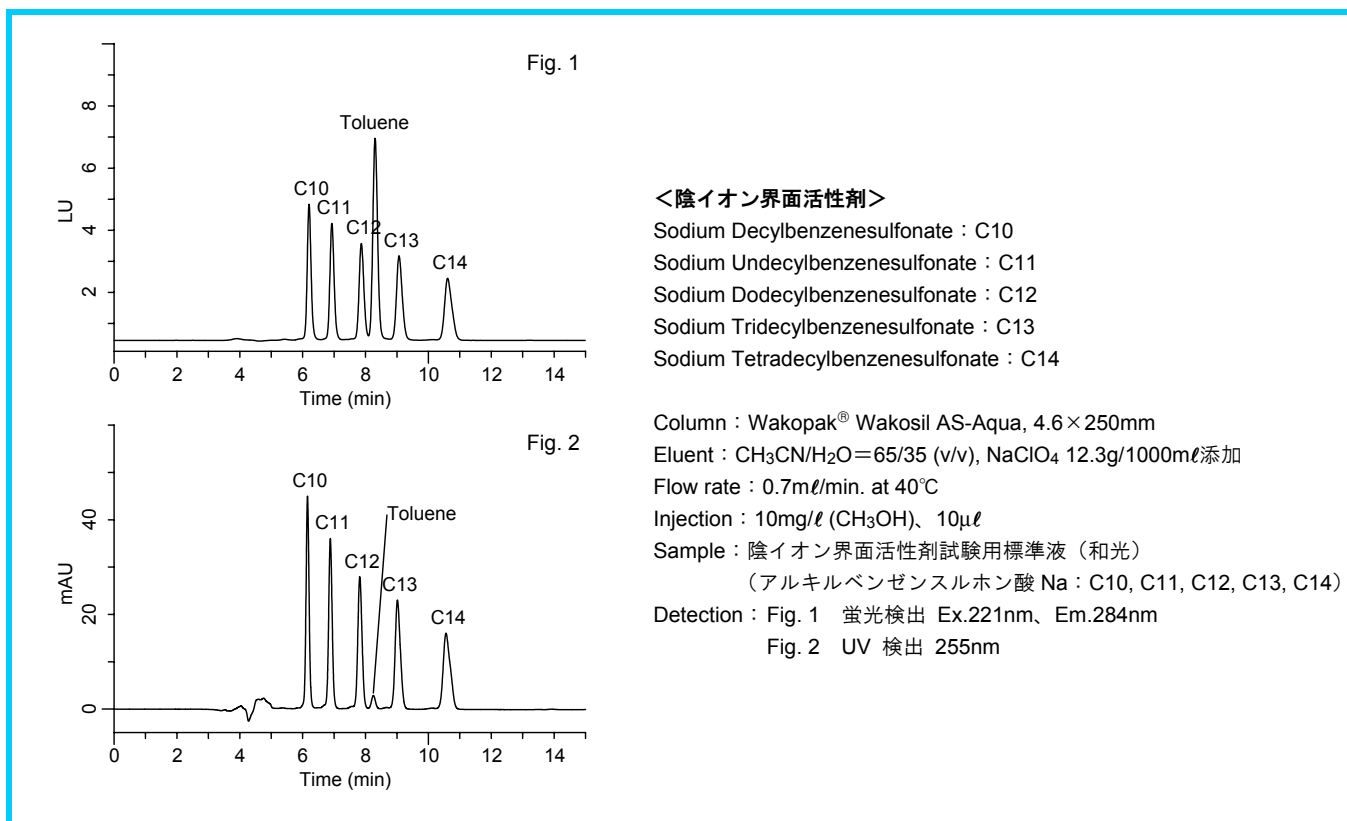 Fig. 1
Toluene
C10
C11
C12
C13
C14
LU
8
6
4
2
0 2 4 6 8 10 12 14
Time (min)
Fig. 2
C10
Toluene
C11
C12
C13
C14
mAU
40
20
0
0 2 4 6 8 10 12 14
Time (min)
＜陰イオン界面活性剤＞
Sodium Decylbenzenesulfonate：C10
Sodium Undecylbenzenesulfonate：C11
Sodium Dodecylbenzenesulfonate：C12
Sodium Tridecylbenzenesulfonate：C13
Sodium Tetradecylbenzenesulfonate：C14
Column：Wakopak® Wakosil AS-Aqua, 4.6×250mm
Eluent：CH₃CN/H₂O＝65/35 (v/v), NaClO₄ 12.3g/1000mℓ添加
Flow rate：0.7mℓ/min. at 40℃
Injection：10mg/ℓ (CH₃OH)、10μℓ
Sample：陰イオン界面活性剤試験用標準液（和光）
（アルキルベンゼンスルホン酸 Na：C10, C11, C12, C13, C14）
Detection：Fig. 1 蛍光検出 Ex.221nm、Em.284nm
Fig. 2 UV 検出 255nm